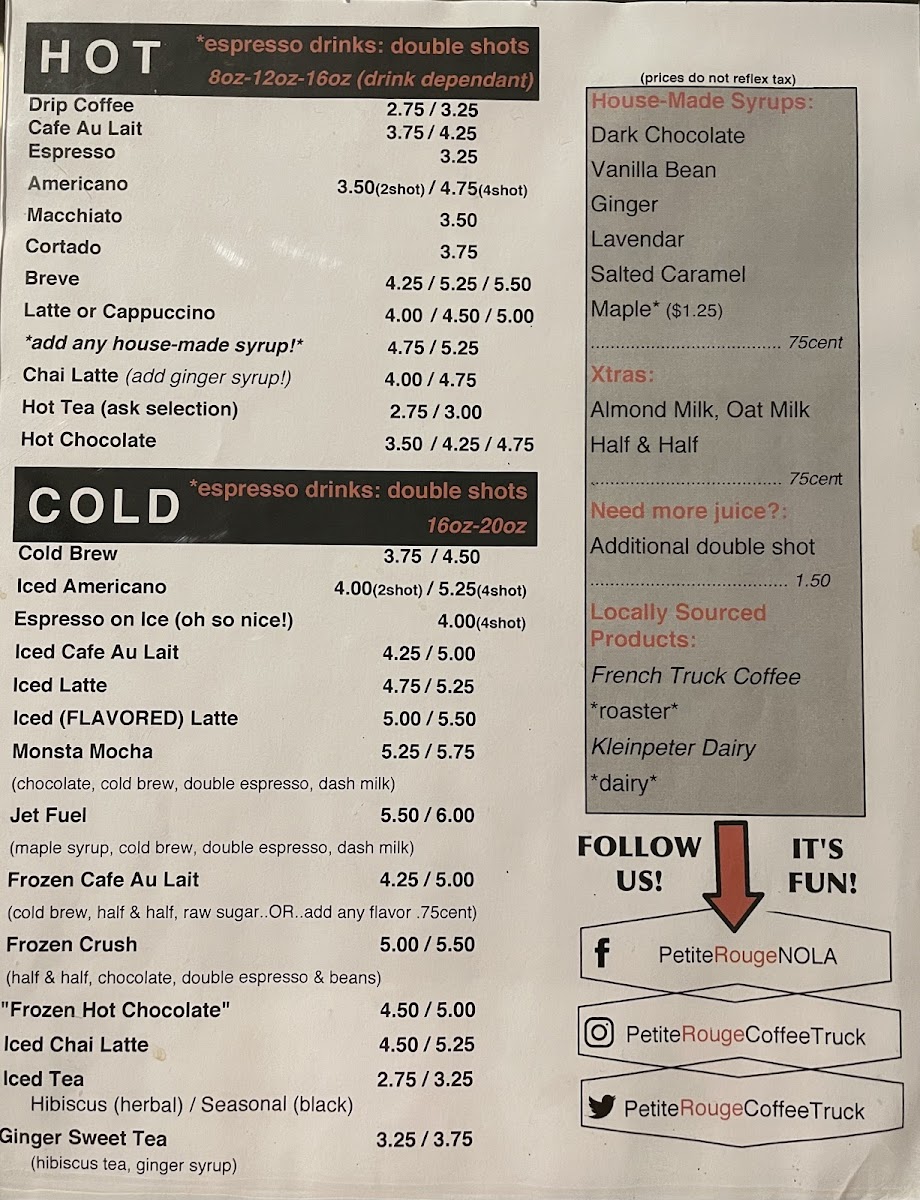 HOT
*espresso drinks: double shots
8oz-12oz-16oz (drink dependant)
Drip Coffee 2.75 / 3.25
Cafe Au Lait 3.75 / 4.25
Espresso 3.25
Americano 3.50(2shot) / 4.75(4shot)
Macchiato 3.50
Cortado 3.75
Breve 4.25 / 5.25 / 5.50
Latte or Cappuccino 4.00 / 4.50 / 5.00
*add any house-made syrup!* 4.75 / 5.25
Chai Latte (add ginger syrup!) 4.00 / 4.75
Hot Tea (ask selection) 2.75 / 3.00
Hot Chocolate 3.50 / 4.25 / 4.75
COLD
*espresso drinks: double shots
16oz-20oz
Cold Brew 3.75 / 4.50
Iced Americano 4.00(2shot) / 5.25(4shot)
Espresso on Ice (oh so nice!) 4.00(4shot)
Iced Cafe Au Lait 4.25 / 5.00
Iced Latte 4.75 / 5.25
Iced (FLAVORED) Latte 5.00 / 5.50
Monsta Mocha 5.25 / 5.75
(chocolate, cold brew, double espresso, dash milk)
Jet Fuel 5.50 / 6.00
(maple syrup, cold brew, double espresso, dash milk)
Frozen Cafe Au Lait 4.25 / 5.00
(cold brew, half & half, raw sugar..OR..add any flavor .75cent)
Frozen Crush 5.00 / 5.50
(half & half, chocolate, double espresso & beans)
"Frozen Hot Chocolate" 4.50 / 5.00
Iced Chai Latte 4.50 / 5.25
Iced Tea 2.75 / 3.25
Hibiscus (herbal) / Seasonal (black)
Ginger Sweet Tea 3.25 / 3.75
(hibiscus tea, ginger syrup)
(prices do not reflex tax)
House-Made Syrups:
Dark Chocolate
Vanilla Bean
Ginger
Lavendar
Salted Caramel
Maple* ($1.25)
................................ .75cent
Xtras:
Almond Milk, Oat Milk
Half & Half
................................ .75cent
Need more juice?:
Additional double shot
................................. 1.50
Locally Sourced
Products:
French Truck Coffee
*roaster*
Kleinpeter Dairy
*dairy*
FOLLOW US!
IT'S FUN!
PetiteRougeNOLA
PetiteRougeCoffeeTruck
PetiteRougeCoffeeTruck